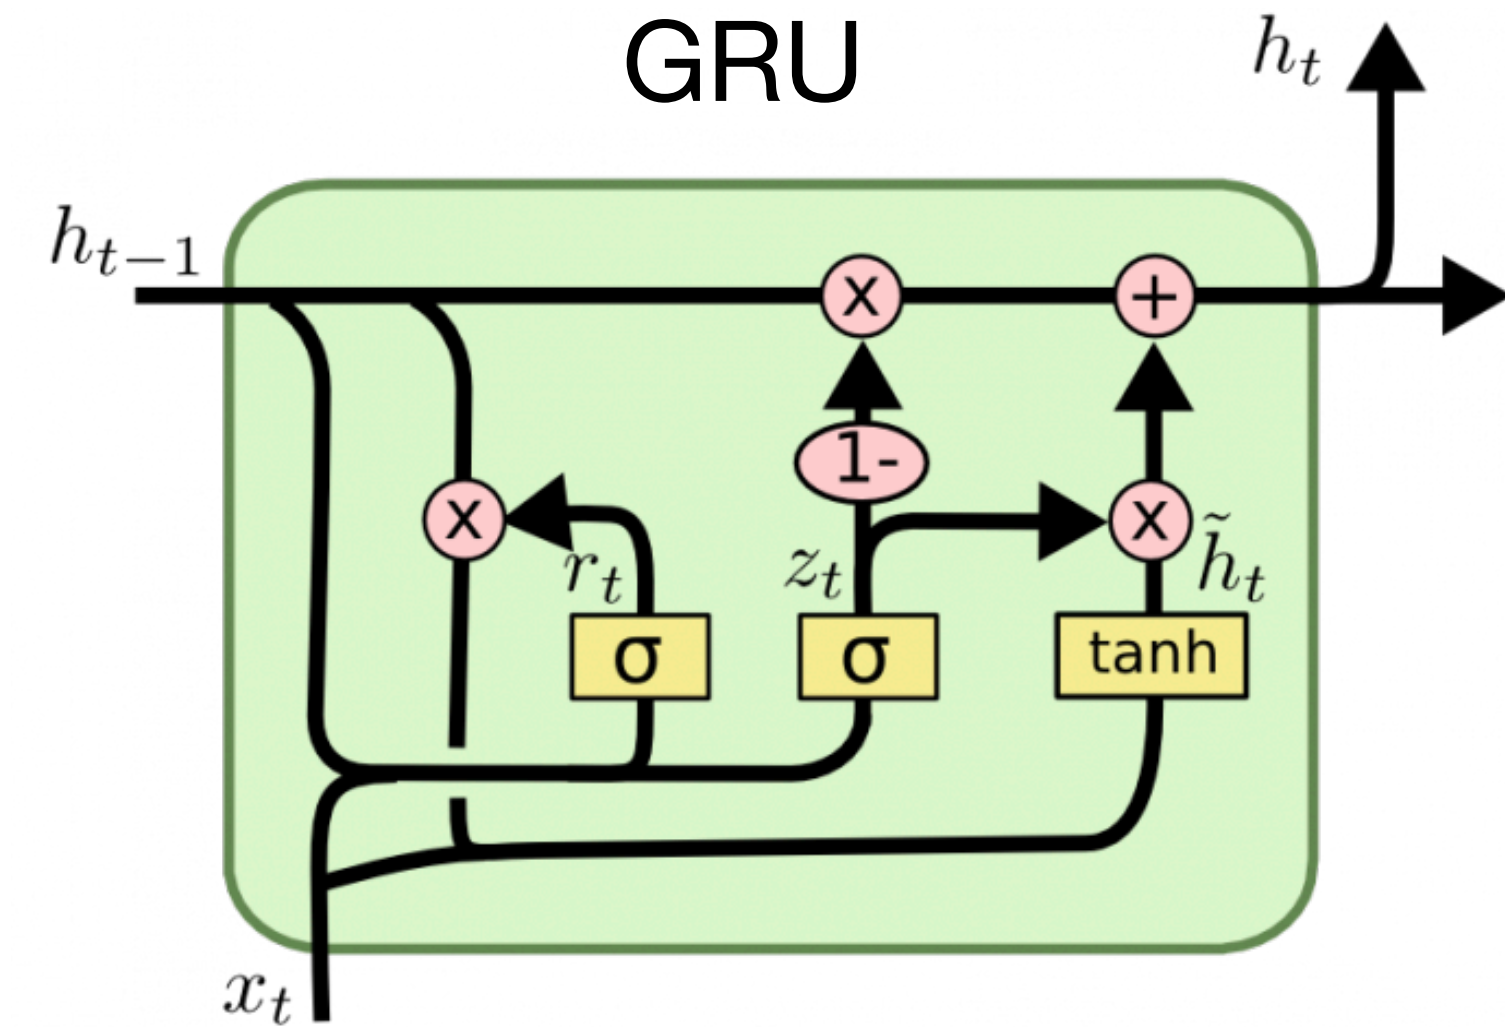 GRU
h_t
h_{t-1}
x
+
1-
x
r_t
z_t
x
h̃_t
σ
σ
tanh
x_t